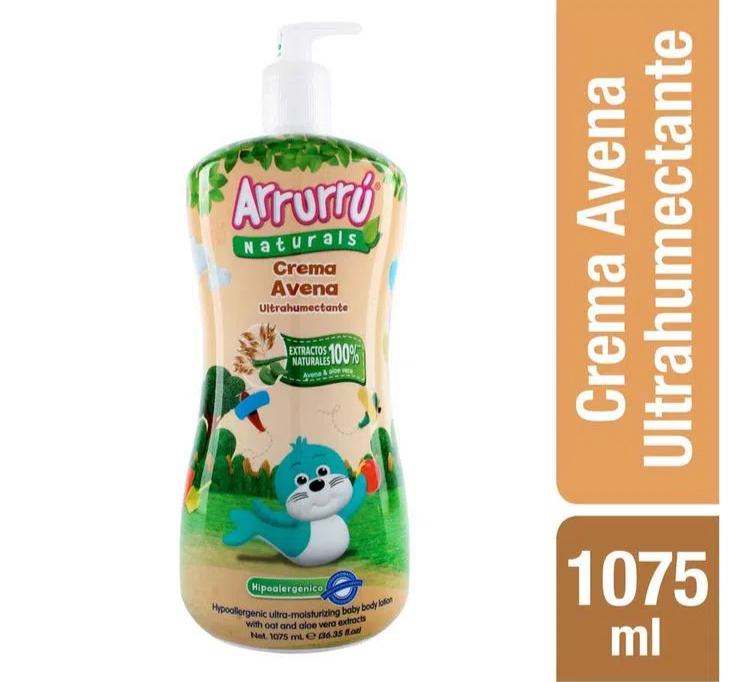 Arrurrú®
Naturals
Crema
Avena
Ultrahumectante
EXTRACTOS
NATURALES 100%
Avena & aloe vera
Hipoalergénico
Hypoallergenic ultra-moisturizing baby body lotion
with oat and aloe vera extracts
Net. 1075 mL ℮ (36.35 fl.oz)
Crema Avena
Ultrahumectante
1075
ml